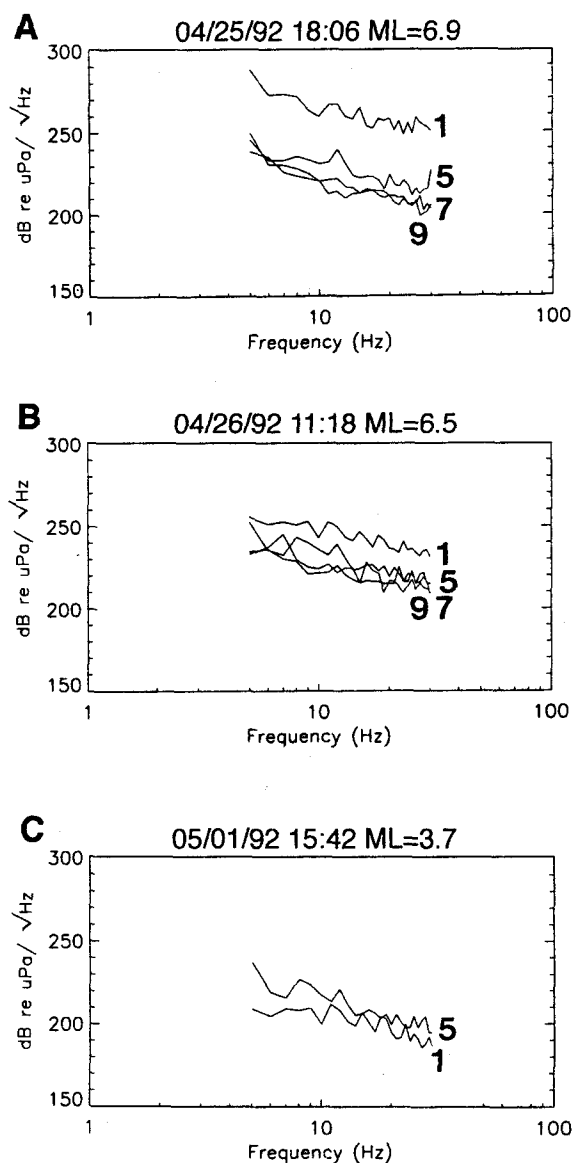 A
04/25/92 18:06 ML=6.9
300
250
200
150
dB re uPa/ √Hz
1
5
7
9
1
10
100
Frequency (Hz)
B
04/26/92 11:18 ML=6.5
300
250
200
150
dB re uPa/ √Hz
1
5
9 7
1
10
100
Frequency (Hz)
C
05/01/92 15:42 ML=3.7
300
250
200
150
dB re uPa/ √Hz
5
1
1
10
100
Frequency (Hz)